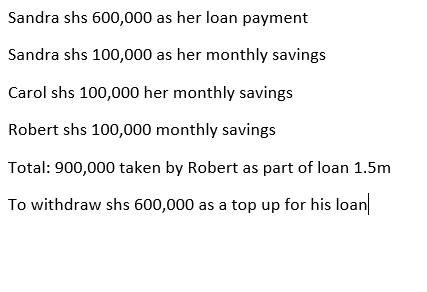 Sandra shs 600,000 as her loan payment
Sandra shs 100,000 as her monthly savings
Carol shs 100,000 her monthly savings
Robert shs 100,000 monthly savings
Total: 900,000 taken by Robert as part of loan 1.5m
To withdraw shs 600,000 as a top up for his loan